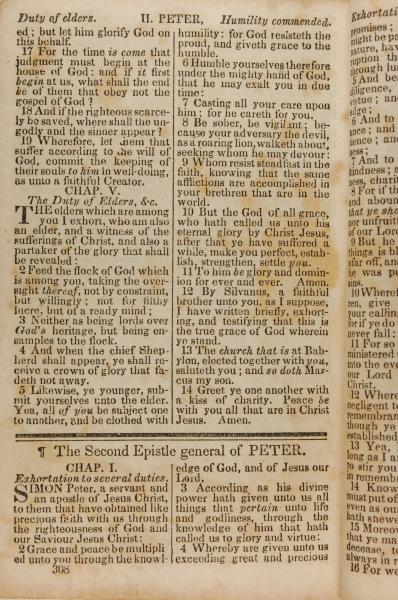 Duty of elders. II. PETER, Humility commended.
ed; but let him glorify God on
this behalf.
17 For the time is come that
judgment must begin at the
house of God: and if it first
begin at us, what shall the end
be of them that obey not the
gospel of God?
18 And if the righteous scarce-
ly be saved, where shall the un-
godly and the sinner appear?
19 Wherefore, let them that
suffer according to the will of
God, commit the keeping of
their souls to him in well-doing,
as unto a faithful Creator.
CHAP. V.
The Duty of Elders, &c.
THE elders which are among
you I exhort, who am also
an elder, and a witness of the
sufferings of Christ, and also a
partaker of the glory that shall
be revealed:
2 Feed the flock of God which
is among you, taking the over-
sight thereof, not by constraint,
but willingly; not for filthy
lucre, but of a ready mind;
3 Neither as being lords over
God's heritage, but being en-
samples to the flock.
4 And when the chief Shep-
herd shall appear, ye shall re-
ceive a crown of glory that fa-
deth not away.
5 Likewise, ye younger, sub-
mit yourselves unto the elder.
Yea, all of you be subject one
to another, and be clothed with
humility: for God resisteth the
proud, and giveth grace to the
humble.
6 Humble yourselves therefore
under the mighty hand of God,
that he may exalt you in due
time:
7 Casting all your care upon
him; for he careth for you.
8 Be sober, be vigilant; be-
cause your adversary the devil,
as a roaring lion, walketh about,
seeking whom he may devour:
9 Whom resist steadfast in the
faith, knowing that the same
afflictions are accomplished in
your brethren that are in the
world.
10 But the God of all grace,
who hath called us unto his
eternal glory by Christ Jesus,
after that ye have suffered a
while, make you perfect, estab-
lish, strengthen, settle you.
11 To him be glory and domin-
ion for ever and ever. Amen.
12 By Silvanus, a faithful
brother unto you, as I suppose,
I have written briefly, exhort-
ing, and testifying that this is
the true grace of God wherein
ye stand.
13 The church that is at Bab-
ylon, elected together with you,
saluteth you; and so doth Mar-
cus my son.
14 Greet ye one another with
a kiss of charity. Peace be
with you all that are in Christ
Jesus. Amen.
¶ The Second Epistle general of PETER.
CHAP. I.
Exhortation to several duties.
SIMON Peter, a servant and
an apostle of Jesus Christ,
to them that have obtained like
precious faith with us through
the righteousness of God and
our Saviour Jesus Christ:
2 Grace and peace be multipli
ed unto you through the knowl-
368
edge of God, and of Jesus our
Lord,
3 According as his divine
power hath given unto us all
things that pertain unto life
and godliness, through the
knowledge of him that hath
called us to glory and virtue:
4 Whereby are given unto us
exceeding great and precious